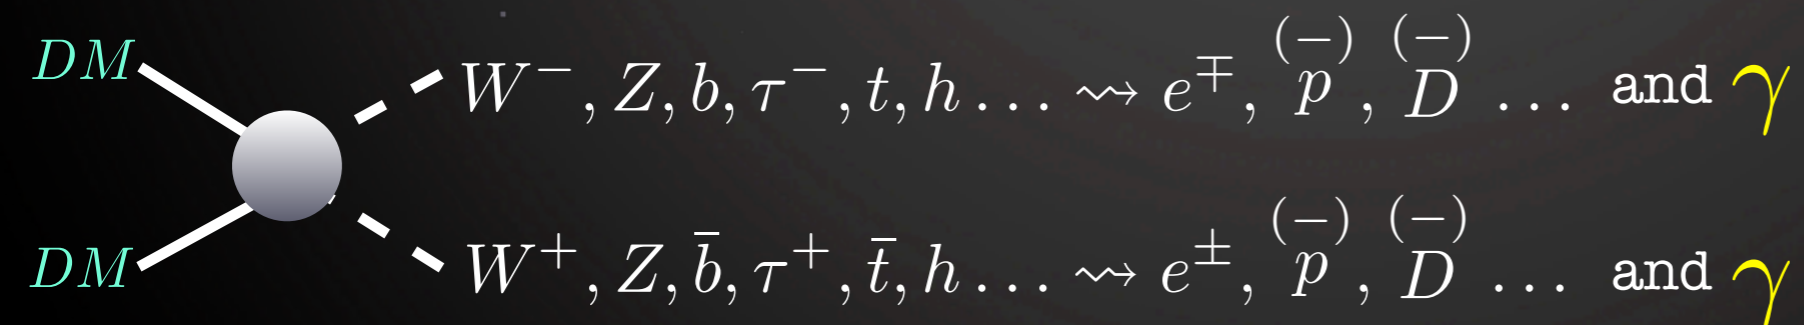 DM W⁻, Z, b, τ⁻, t, h ... ⇝ e^∓, p^(−), D^(−) ... and γ
DM W⁺, Z, b̄, τ⁺, t̄, h ... ⇝ e^±, p^(−), D^(−) ... and γ